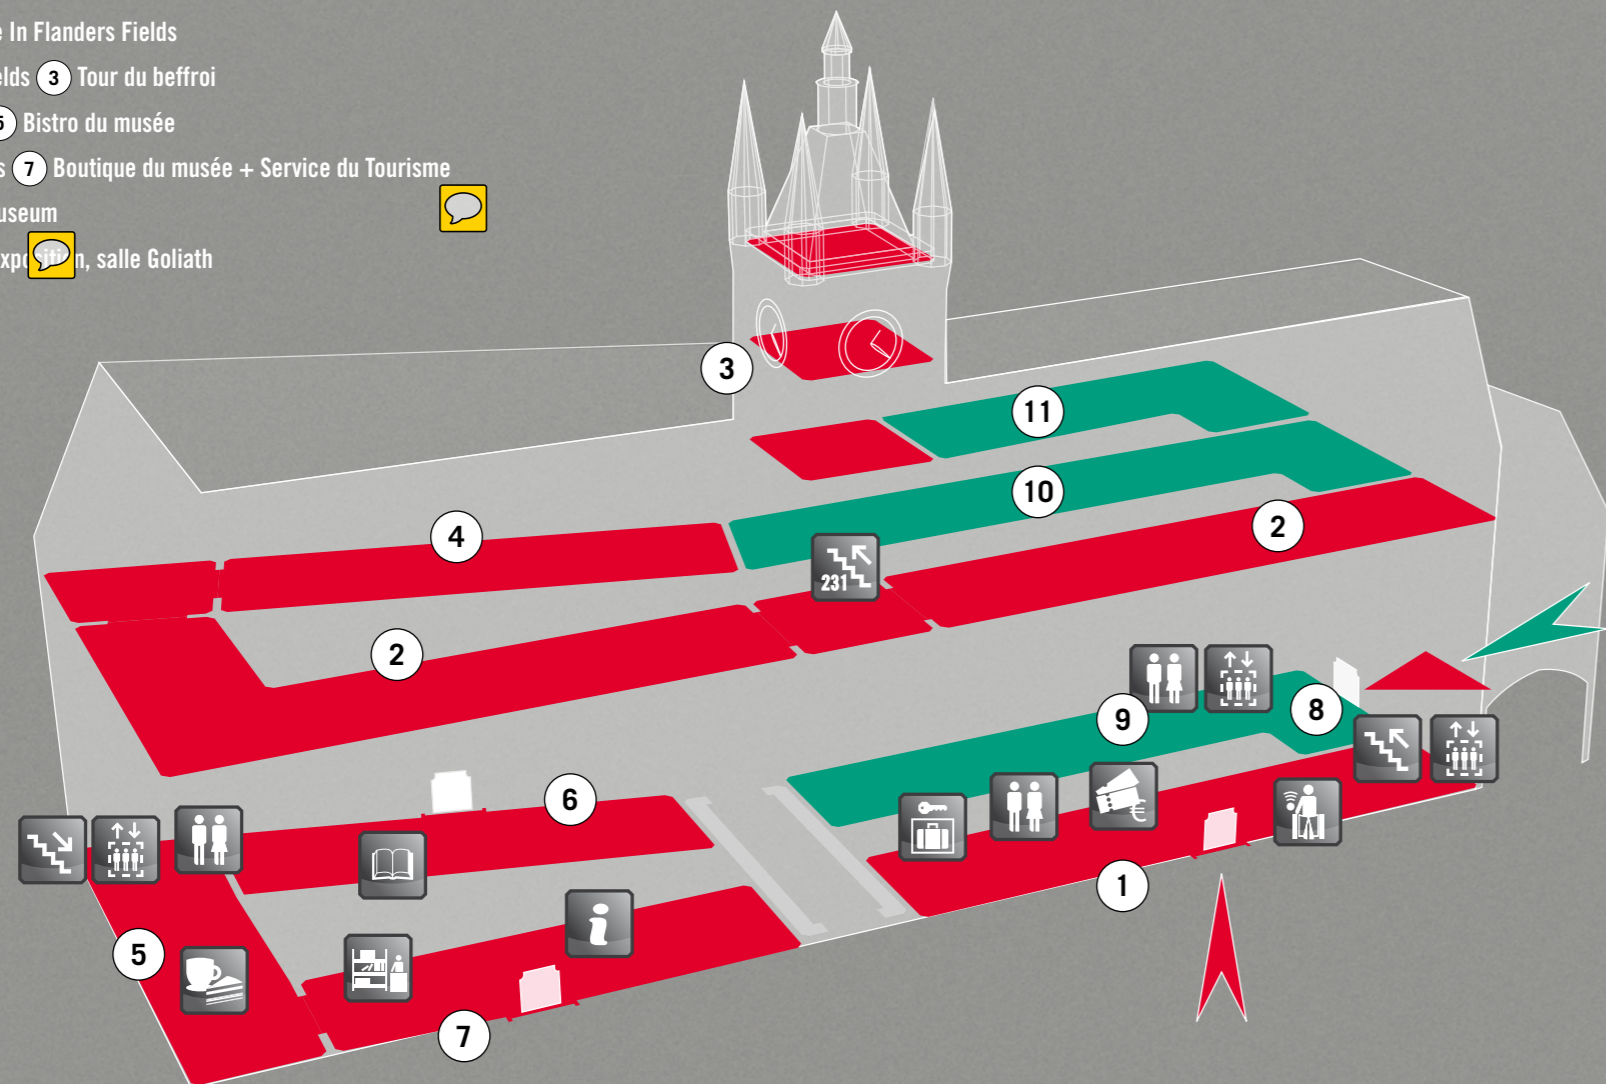 In Flanders Fields
3 Tour du beffroi
Bistro du musée
7 Boutique du musée + Service du Tourisme
n, salle Goliath
3
11
10
2
4
231
2
9
8
6
€
1
5
i
7